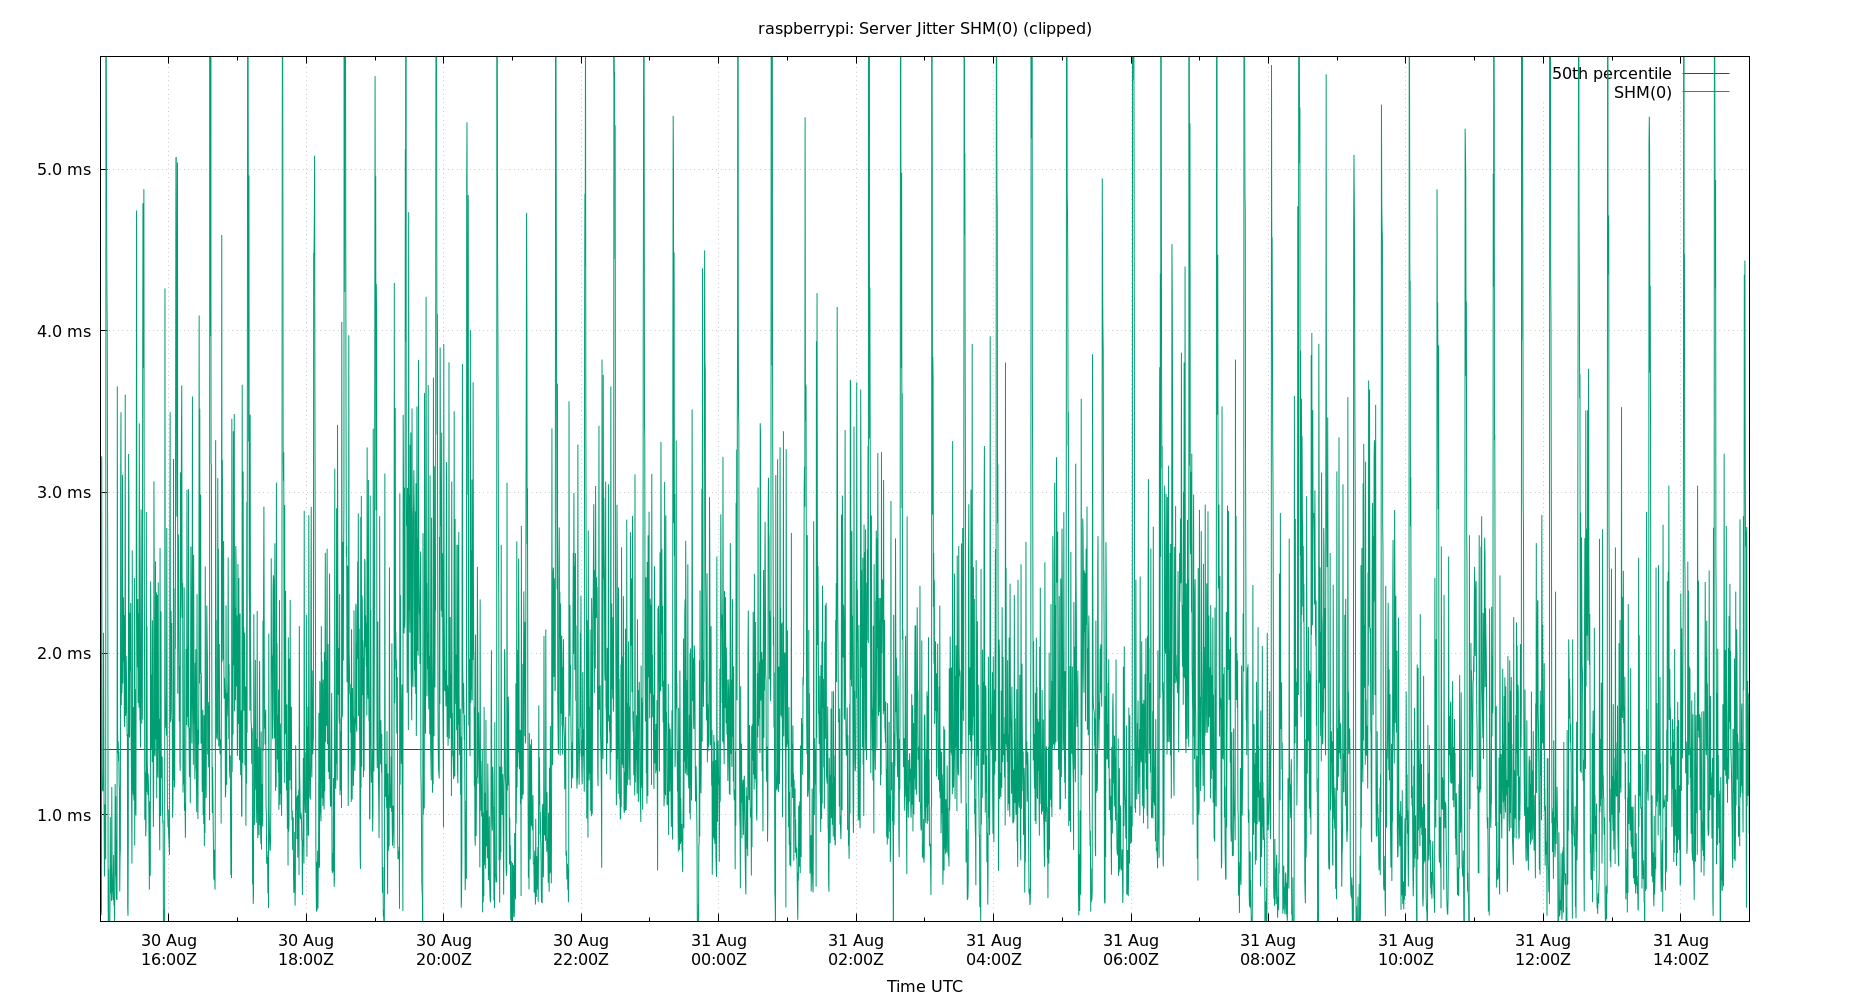 raspberrypi: Server Jitter SHM(0) (clipped)
50th percentile
SHM(0)
5.0 ms
4.0 ms
3.0 ms
2.0 ms
1.0 ms
30 Aug 30 Aug 30 Aug 30 Aug 31 Aug 31 Aug 31 Aug 31 Aug 31 Aug 31 Aug 31 Aug 31 Aug
16:00Z 18:00Z 20:00Z 22:00Z 00:00Z 02:00Z 04:00Z 06:00Z 08:00Z 10:00Z 12:00Z 14:00Z
Time UTC